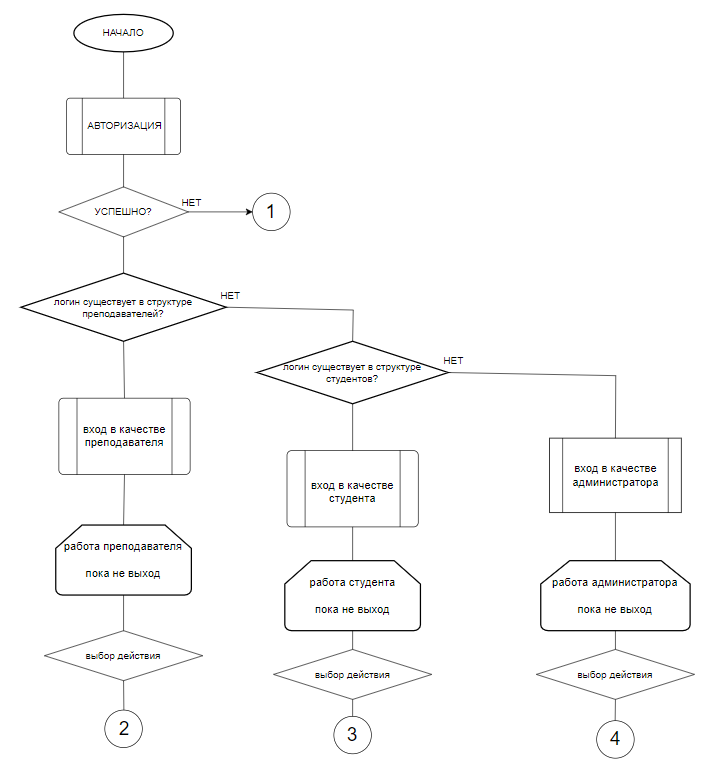 НАЧАЛО
АВТОРИЗАЦИЯ
УСПЕШНО?
НЕТ
1
логин существует в структуре
преподавателей?
НЕТ
логин существует в структуре
студентов?
НЕТ
вход в качестве
преподавателя
вход в качестве
студента
вход в качестве
администратора
работа преподавателя
пока не выход
работа студента
пока не выход
работа администратора
пока не выход
выбор действия
выбор действия
выбор действия
2
3
4